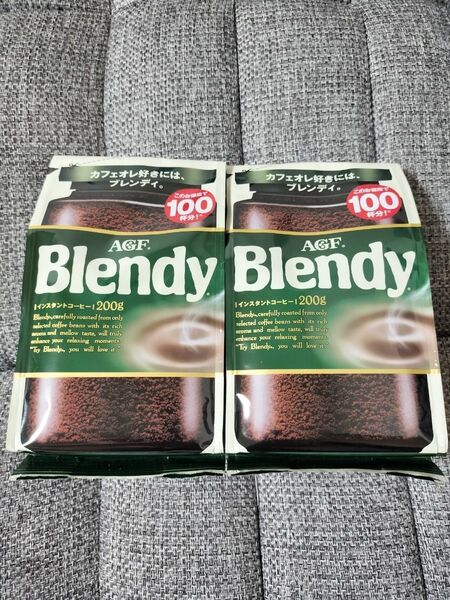 カフェオレ好きには、
ブレンディ。
このお値段で
100
杯分!*
AGF®
Blendy®
インスタントコーヒー 200g
Blendy®, carefully roasted from only
selected coffee beans with its rich
aroma and mellow taste, will truly
enhance your relaxing moments.
"Try Blendy®, you will love it."
カフェオレ好きには、
ブレンディ。
このお値段で
100
杯分!*
AGF®
Blendy
インスタントコーヒー 200g
Blendy®, carefully roasted from only
selected coffee beans with its rich
aroma and mellow taste, will truly
enhance your relaxing moments.
"Try Blendy®, you will love it."